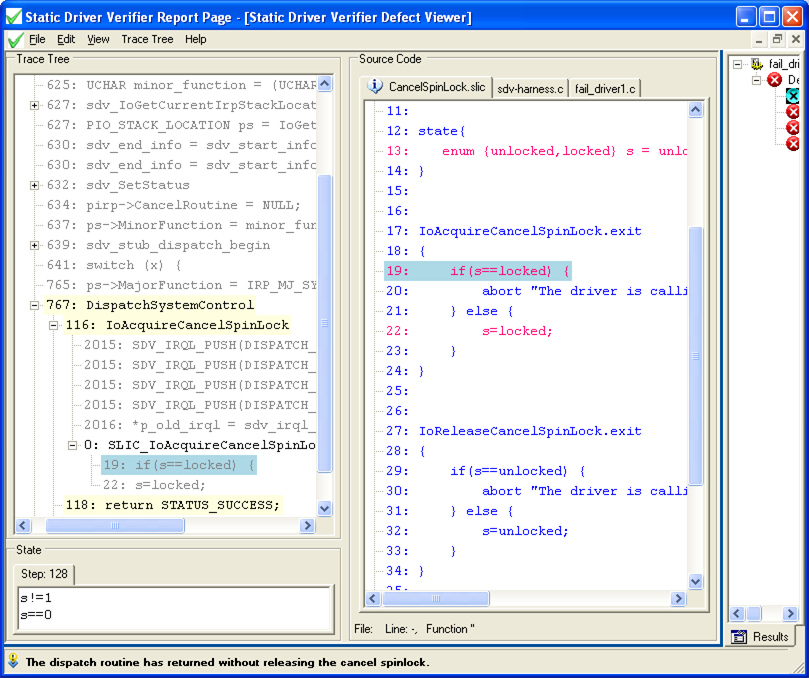 Static Driver Verifier Report Page - [Static Driver Verifier Defect Viewer]
File Edit View Trace Tree Help
Trace Tree
625: UCHAR minor_function = (UCHAR
627: sdv_IoGetCurrentIrpStackLocat
627: PIO_STACK_LOCATION ps = IoGet
630: sdv_end_info = sdv_start_info
630: sdv_end_info = sdv_start_info
632: sdv_SetStatus
634: pirp->CancelRoutine = NULL;
637: ps->MinorFunction = minor_fun
639: sdv_stub_dispatch_begin
641: switch (x) {
765: ps->MajorFunction = IRP_MJ_SY
767: DispatchSystemControl
116: IoAcquireCancelSpinLock
2015: SDV_IRQL_PUSH(DISPATCH_
2015: SDV_IRQL_PUSH(DISPATCH_
2015: SDV_IRQL_PUSH(DISPATCH_
2015: SDV_IRQL_PUSH(DISPATCH_
2016: *p_old_irql = sdv_irql_
0: SLIC_IoAcquireCancelSpinLo
19: if(s==locked) {
22: s=locked;
118: return STATUS_SUCCESS;
State
Step: 128
s!=1
s==0
Source Code
CancelSpinLock.slic sdv-harness.c fail_driver1.c
11:
12: state{
13: enum {unlocked,locked} s = unlo
14: }
15:
16:
17: IoAcquireCancelSpinLock.exit
18: {
19: if(s==locked) {
20: abort "The driver is calli
21: } else {
22: s=locked;
23: }
24: }
25:
26:
27: IoReleaseCancelSpinLock.exit
28: {
29: if(s==unlocked) {
30: abort "The driver is calli
31: } else {
32: s=unlocked;
33: }
34: }
File: Line: -, Function "
fail_dri
De
Results
The dispatch routine has returned without releasing the cancel spinlock.